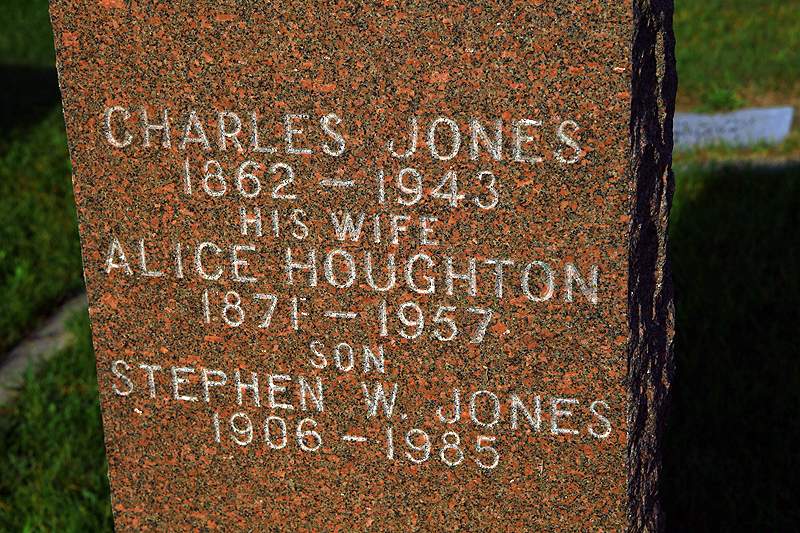 CHARLES JONES
1862 – 1943
HIS WIFE
ALICE HOUGHTON
1871 – 1957
SON
STEPHEN W. JONES
1906 – 1985